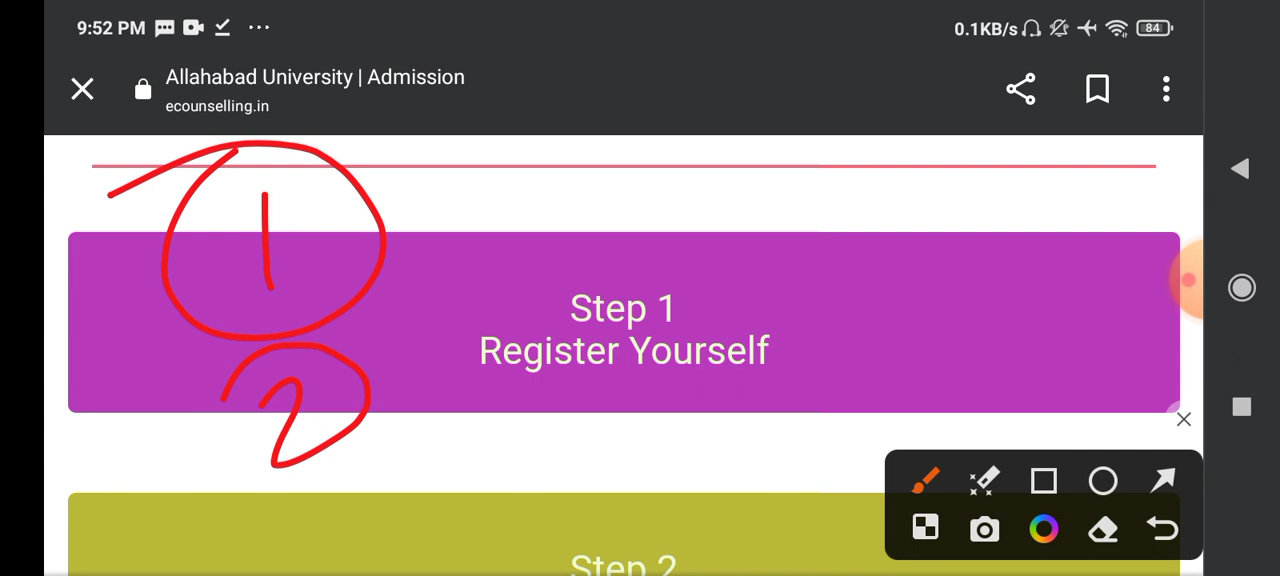 9:52 PM ... 0.1KB/s 84
Allahabad University | Admission
ecounselling.in
1
Step 1
Register Yourself
2
Step 2